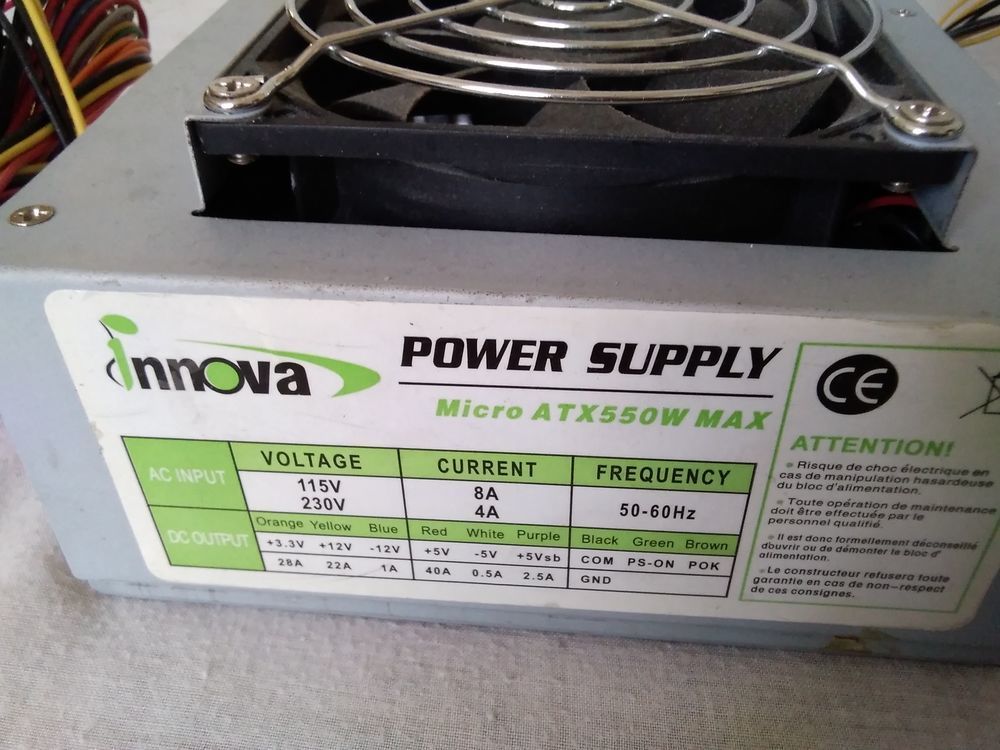 innova
POWER SUPPLY
Micro ATX550W MAX
AC INPUT VOLTAGE CURRENT FREQUENCY
115V 8A 50-60Hz
230V 4A
DC OUTPUT Orange Yellow Blue Red White Purple Black Green Brown
+3.3V +12V -12V +5V -5V +5Vsb COM PS-ON POK
28A 22A 1A 40A 0.5A 2.5A GND
CE
ATTENTION!
Risque de choc électrique en
cas de manipulation hasardeuse
du bloc d'alimentation.
Toute opération de maintenance
doit être effectuée par le
personnel qualifié.
Il est donc formellement déconseillé
douvrir ou de démonter le bloc d'
alimentation.
Le constructeur refusera toute
garantie en cas de non-respect
de ces consignes.